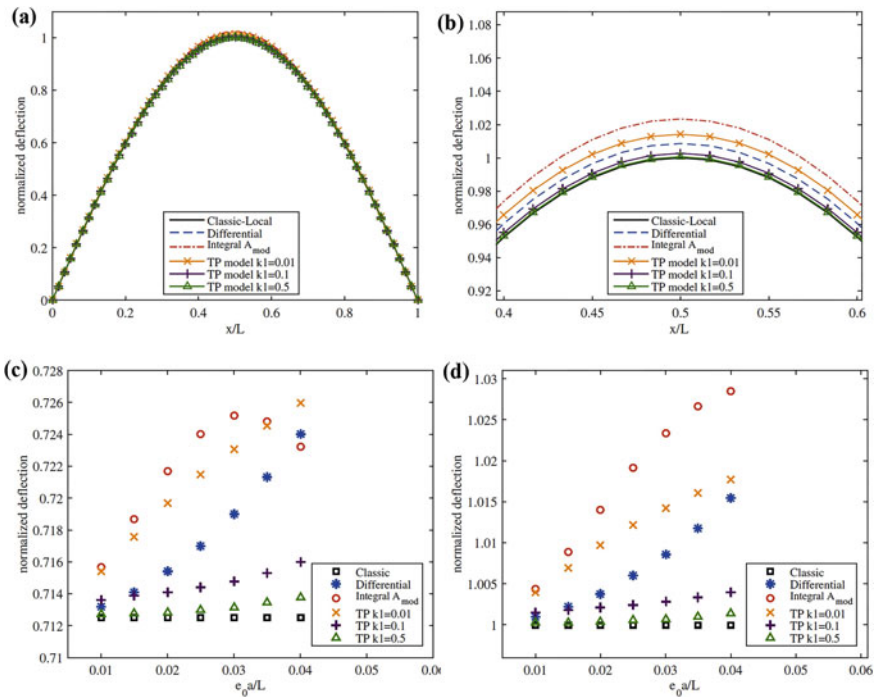 (a)
normalized deflection
1
0.8
0.6
0.4
0.2
0
Classic-Local
Differential
Integral A_mod
TP model k1=0.01
TP model k1=0.1
TP model k1=0.5
0 0.2 0.4 0.6 0.8 1
x/L
(b)
normalized deflection
1.08
1.06
1.04
1.02
1
0.98
0.96
0.94
0.92
Classic-Local
Differential
Integral A_mod
TP model k1=0.01
TP model k1=0.1
TP model k1=0.5
0.4 0.45 0.5 0.55 0.6
x/L
(c)
normalized deflection
0.728
0.726
0.724
0.722
0.72
0.718
0.716
0.714
0.712
0.71
Classic
Differential
Integral A_mod
TP k1=0.01
TP k1=0.1
TP k1=0.5
0.01 0.02 0.03 0.04 0.05 0.06
e_0a/L
(d)
normalized deflection
1.03
1.025
1.02
1.015
1.01
1.005
1
Classic
Differential
Integral A_mod
TP k1=0.01
TP k1=0.1
TP k1=0.5
0.01 0.02 0.03 0.04 0.05 0.06
e_0a/L